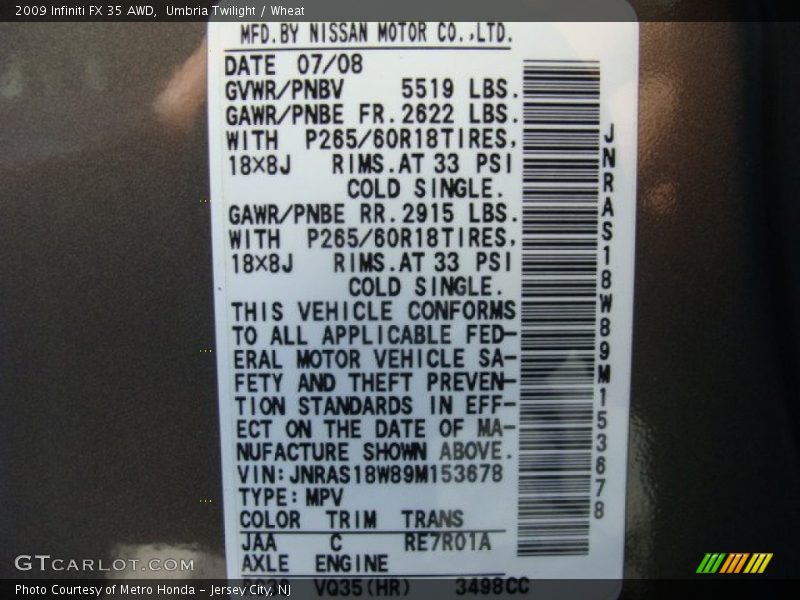 2009 Infiniti FX 35 AWD, Umbria Twilight / Wheat
MFD.BY NISSAN MOTOR CO.,LTD.
DATE 07/08
GVWR/PNBV 5519 LBS.
GAWR/PNBE FR.2622 LBS.
WITH P265/60R18TIRES,
18×8J RIMS.AT 33 PSI
COLD SINGLE.
GAWR/PNBE RR.2915 LBS.
WITH P265/60R18TIRES,
18×8J RIMS.AT 33 PSI
COLD SINGLE.
THIS VEHICLE CONFORMS
TO ALL APPLICABLE FED-
ERAL MOTOR VEHICLE SA-
FETY AND THEFT PREVEN-
TION STANDARDS IN EFF-
ECT ON THE DATE OF MA-
NUFACTURE SHOWN ABOVE.
VIN:JNRAS18W89M153678
TYPE:MPV
COLOR TRIM TRANS
JAA C RE7R01A
AXLE ENGINE
VQ35(HR) 3498CC
JNRAS18W89M153678
GTCARLOT.COM
Photo Courtesy of Metro Honda - Jersey City, NJ